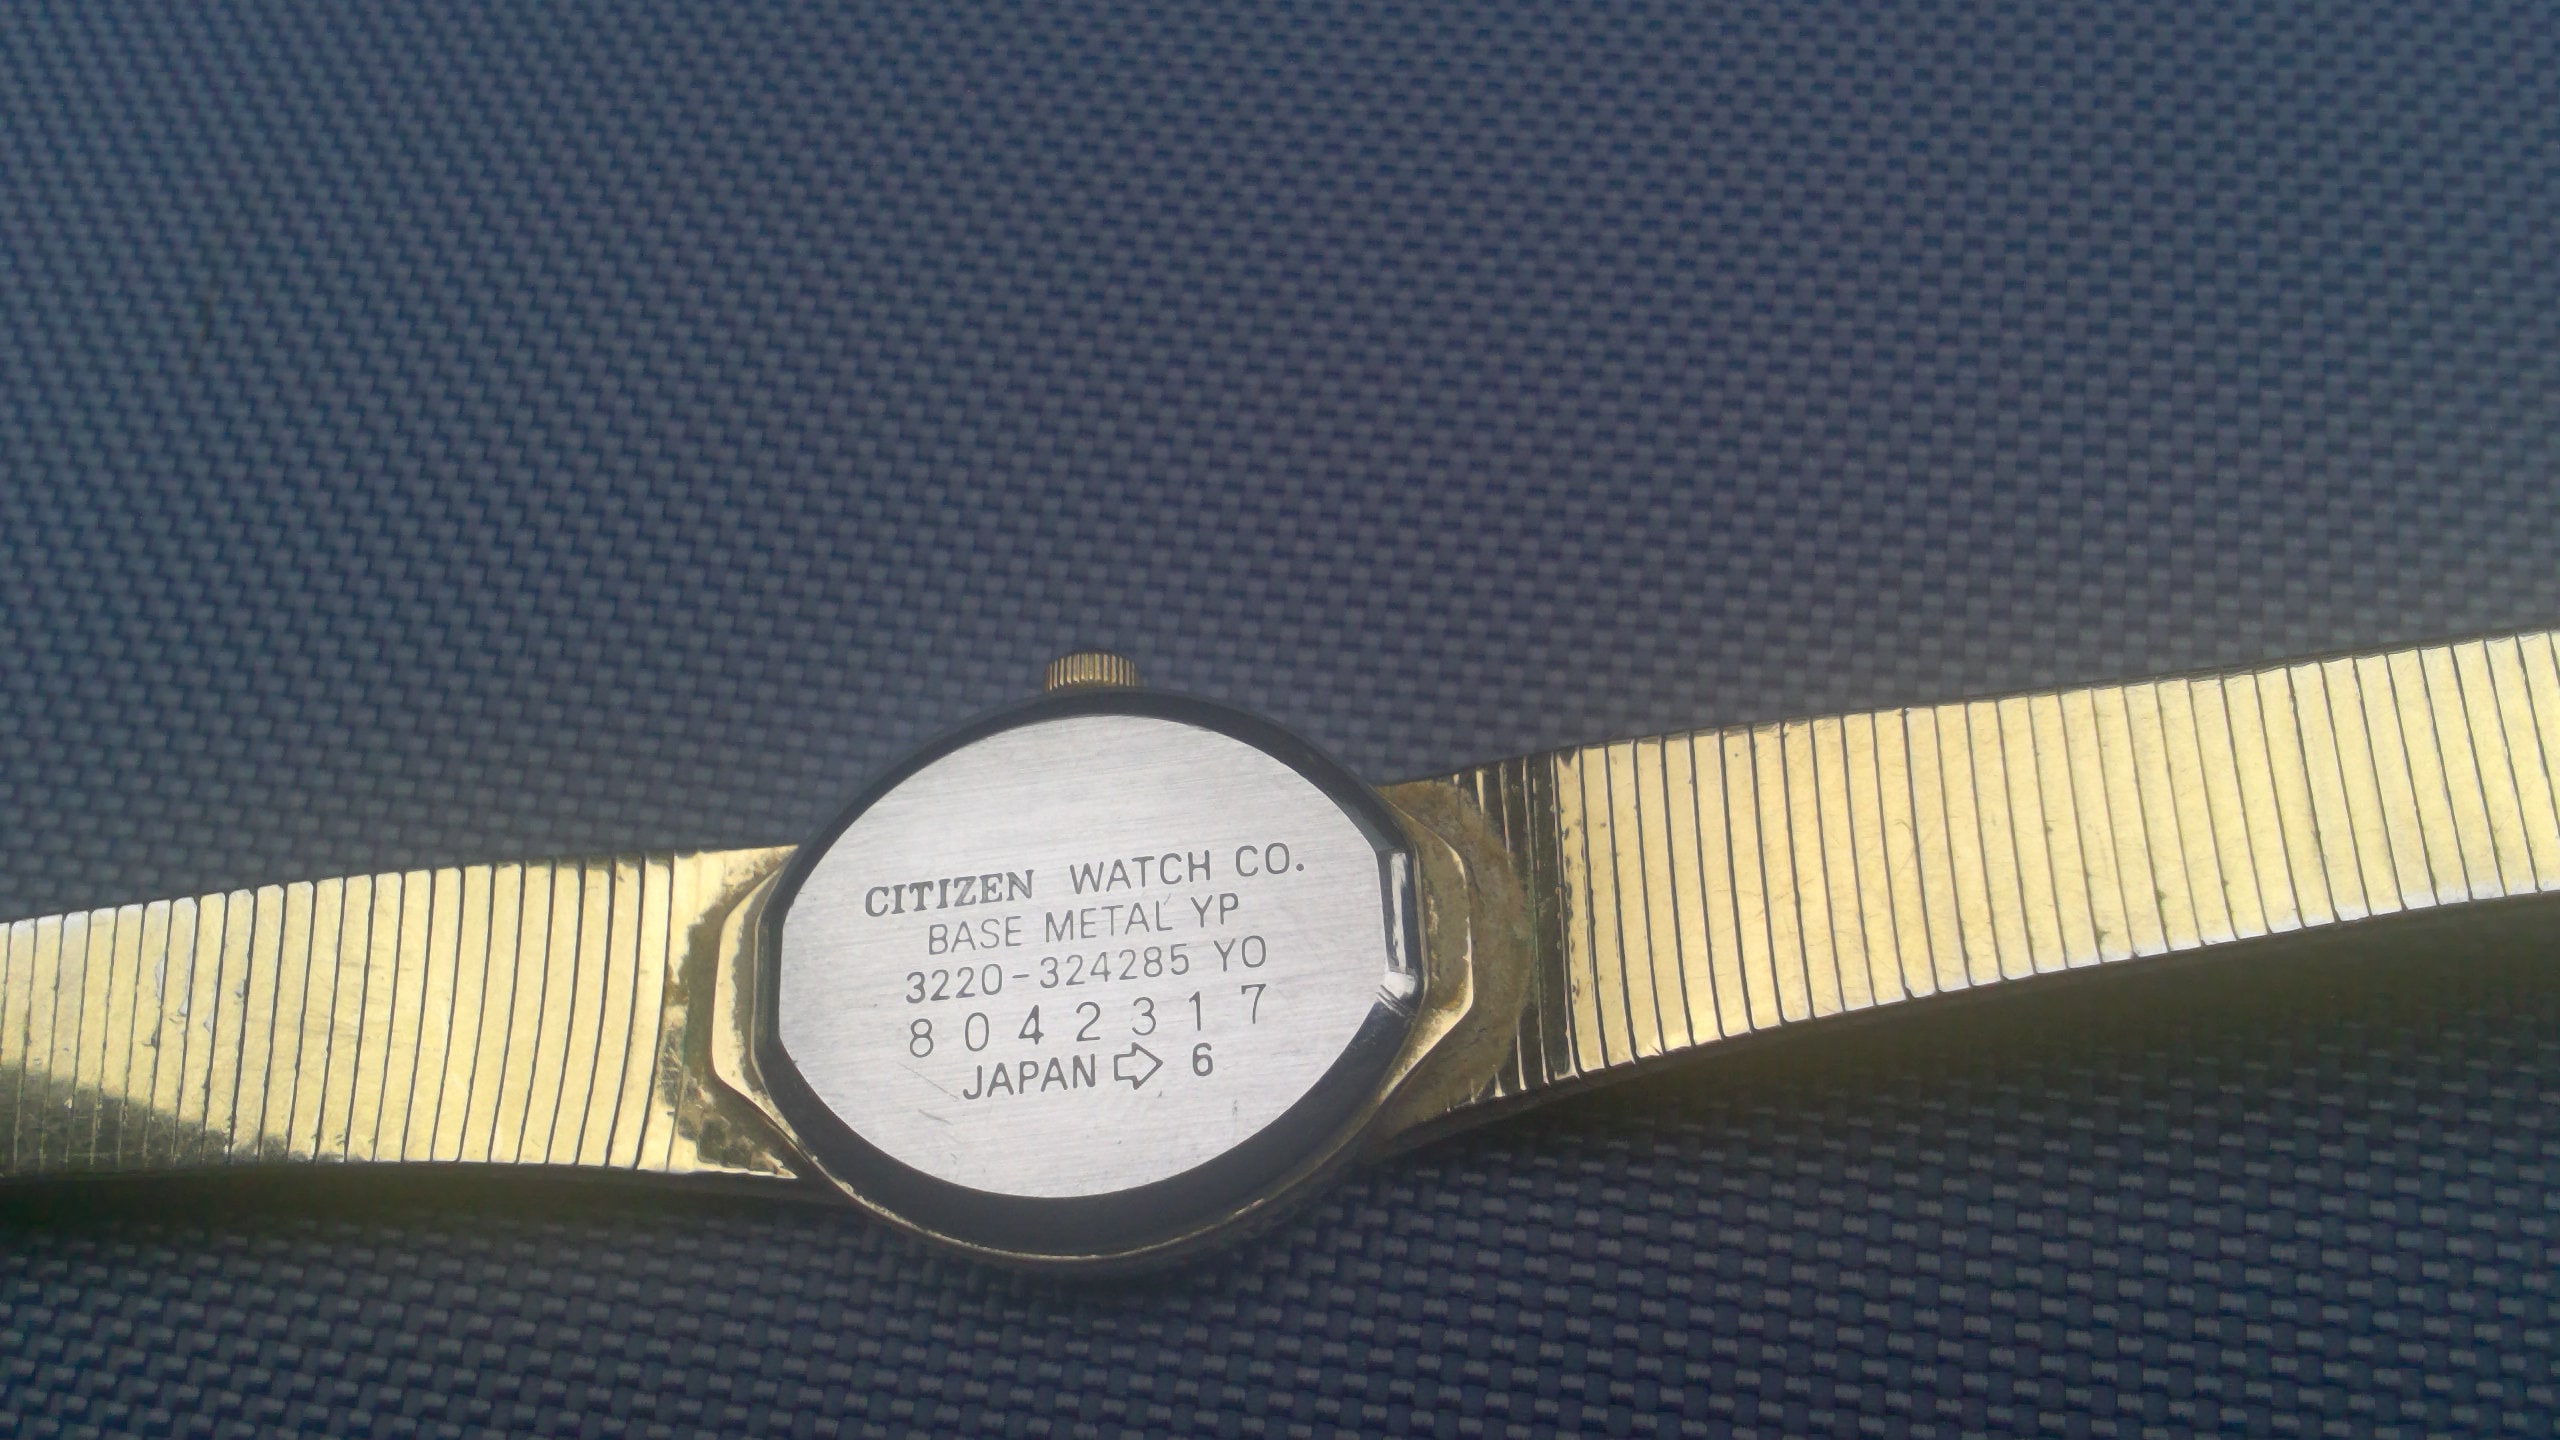 CITIZEN WATCH CO.
BASE METAL YP
3220-324285 YO
8042317
JAPAN ⇨ 6